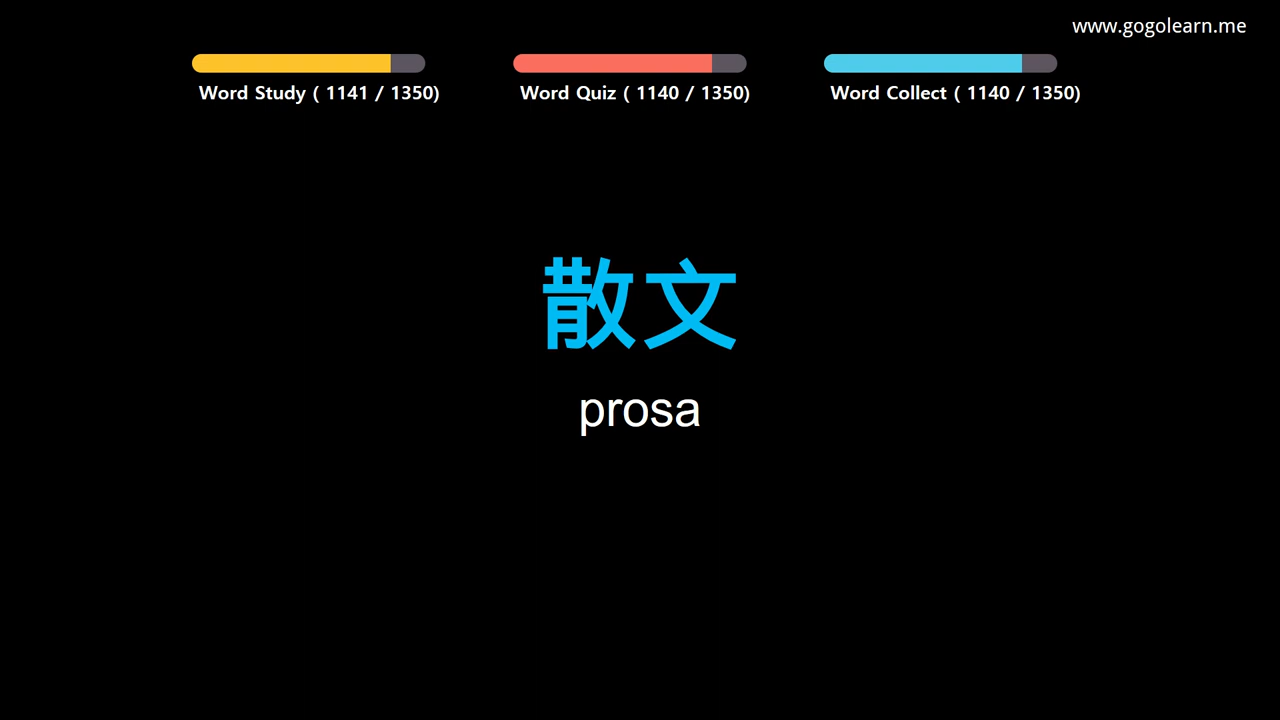 www.gogolearn.me
Word Study ( 1141 / 1350)
Word Quiz ( 1140 / 1350)
Word Collect ( 1140 / 1350)
散文
prosa